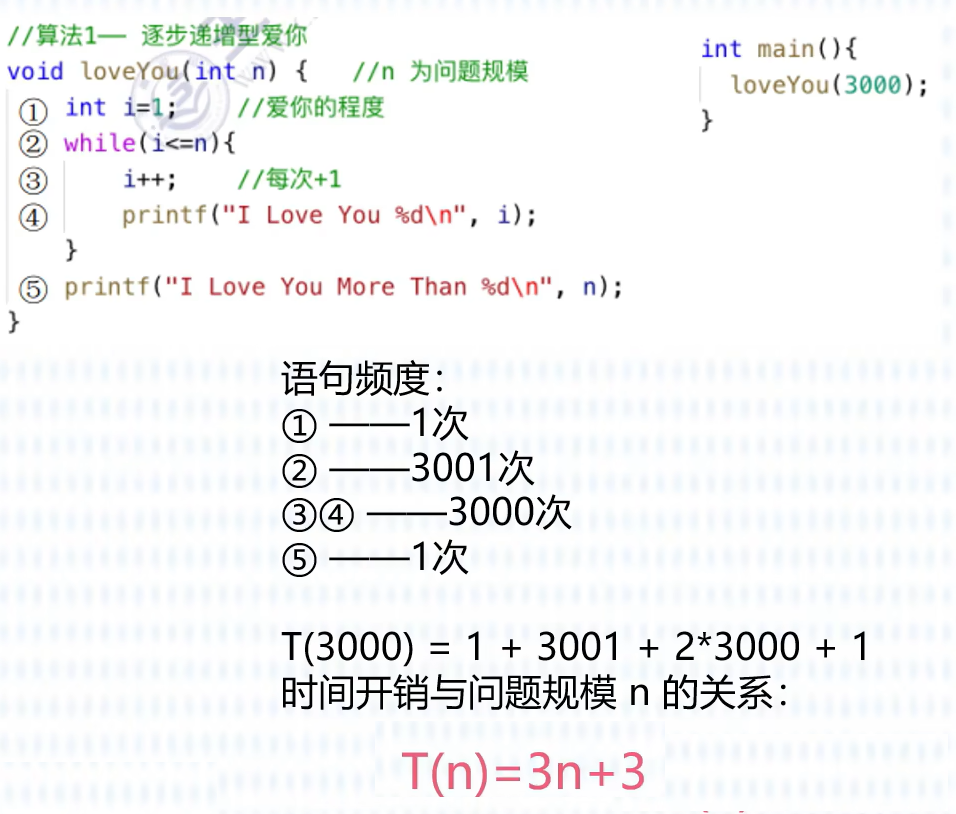 //算法1—— 逐步递增型爱你
void loveYou(int n) { //n 为问题规模
① int i=1; //爱你的程度
② while(i<=n){
③ i++; //每次+1
④ printf("I Love You %d\n", i);
}
⑤ printf("I Love You More Than %d\n", n);
}
int main(){
loveYou(3000);
}
语句频度：
① ——1次
② ——3001次
③④ ——3000次
⑤ ——1次
T(3000) = 1 + 3001 + 2*3000 + 1
时间开销与问题规模 n 的关系：
T(n)=3n+3